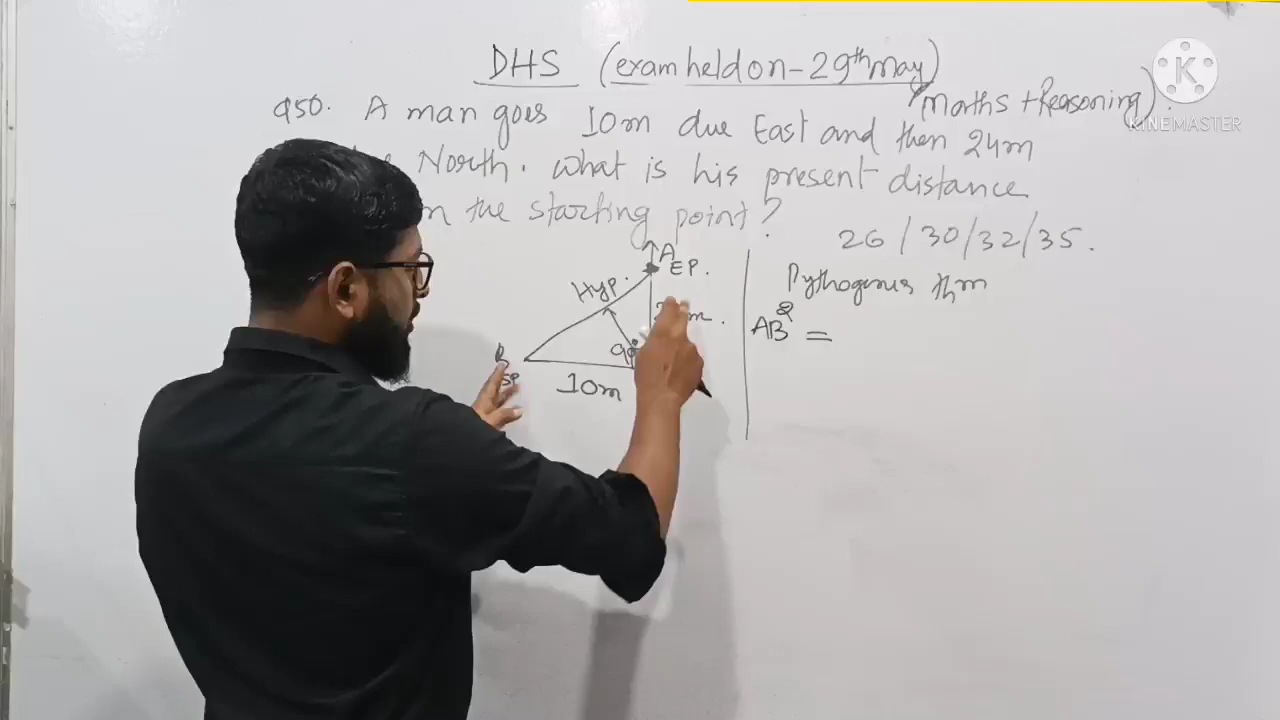 DHS (exam held on - 29th may)
(Maths + Reasoning).
Q50. A man goes 10m due East and then 24m
North. What is his present distance
the starting point?
26 / 30 / 32 / 35.
A
EP.
Hyp.
m.
90°
B
SP
10m
Pythogorus thm
AB² =
K
KINEMASTER